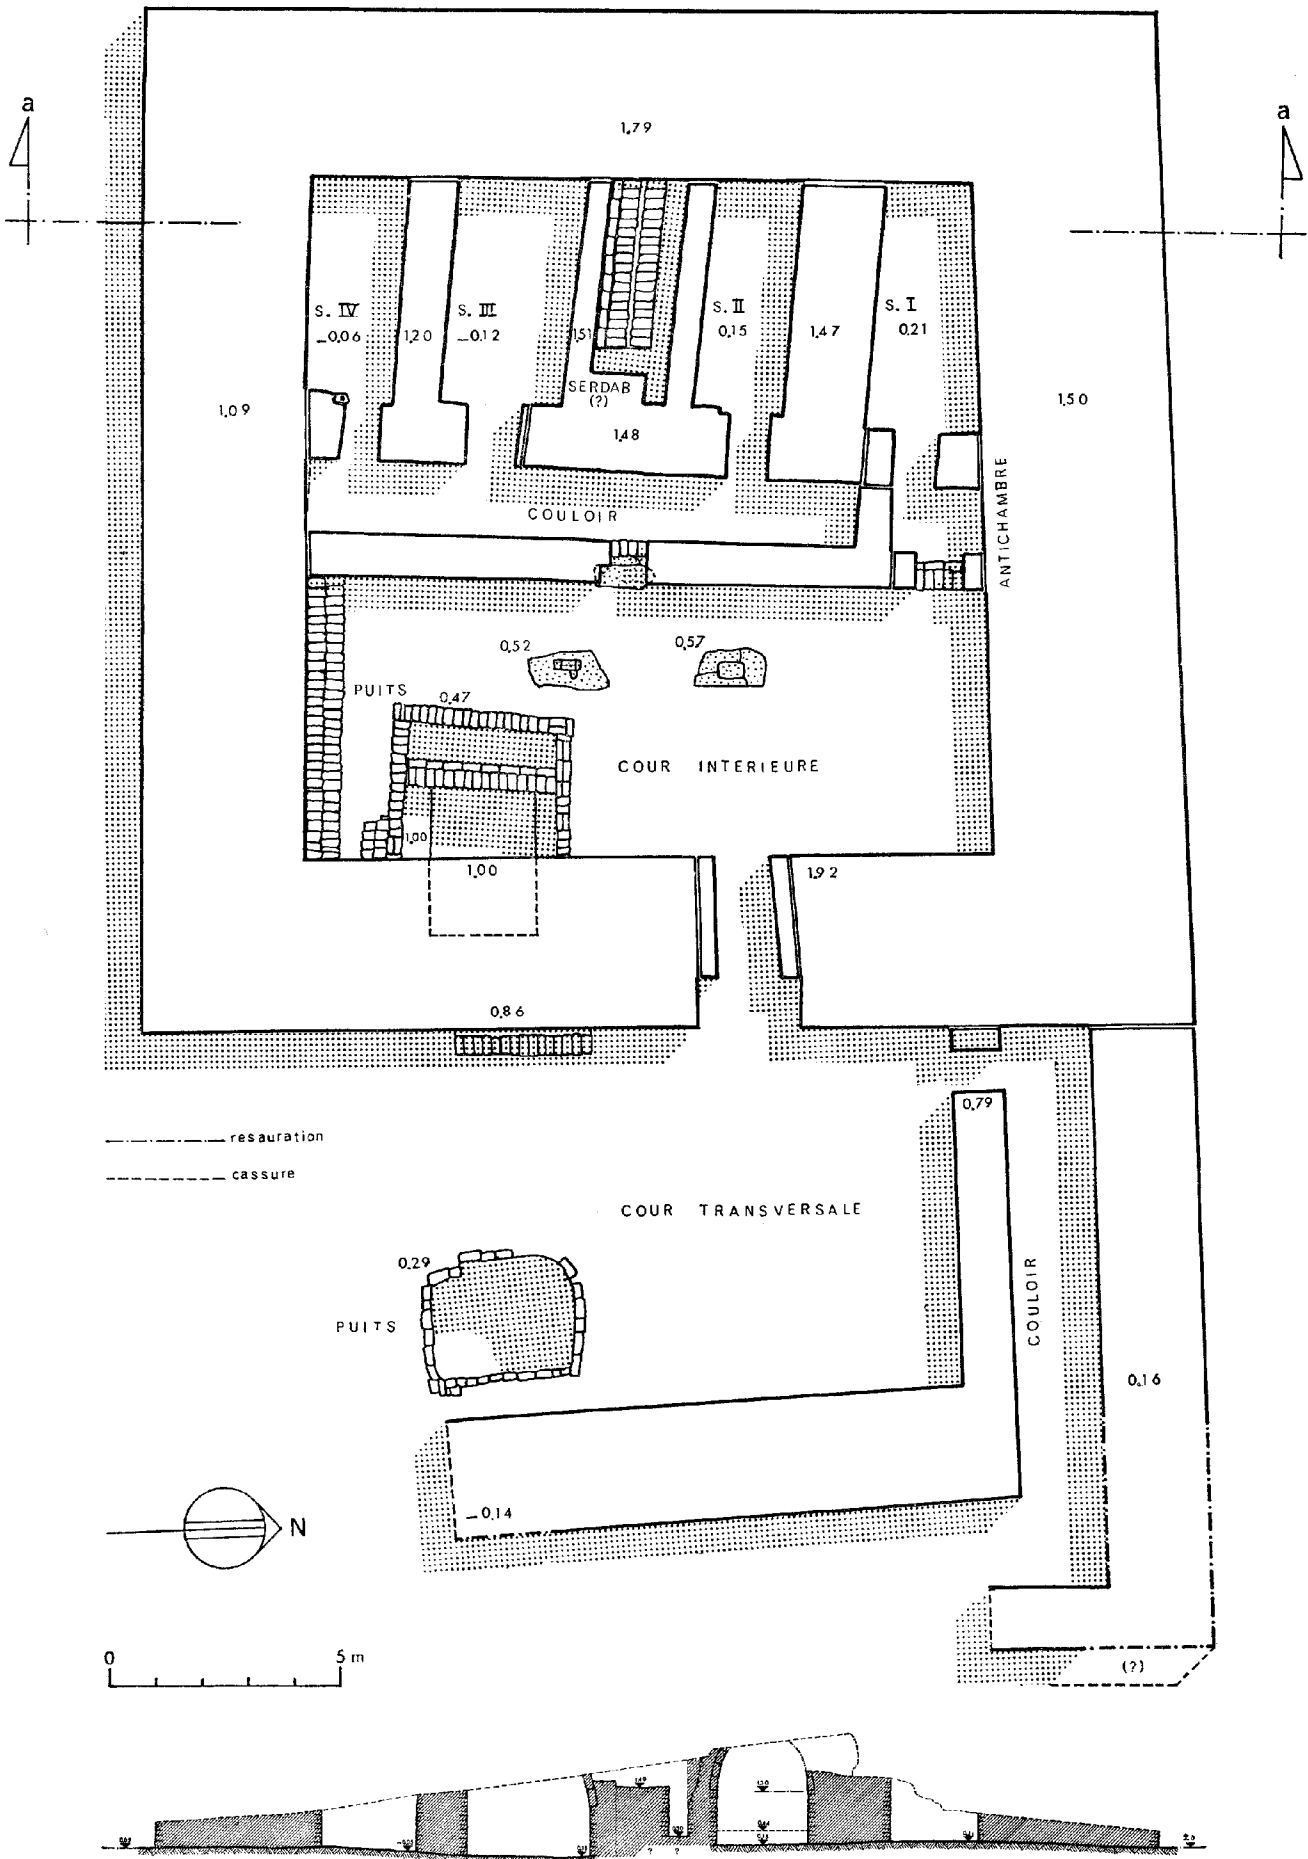 a
a
1,79
S. IV
_0,06
1,20
S. III
_0,12
1,51
S. II
0,15
1,47
S. I
0,21
SERDAB
(?)
1,09
1,48
1,50
COULOIR
ANTICHAMBRE
0,52
0,57
PUITS
0,47
COUR INTERIEURE
1,00
1,00
1,92
0,86
0,79
resauration
cassure
COUR TRANSVERSALE
0,29
PUITS
COULOIR
0,16
_ 0,14
N
0
5 m
(?)
? ?